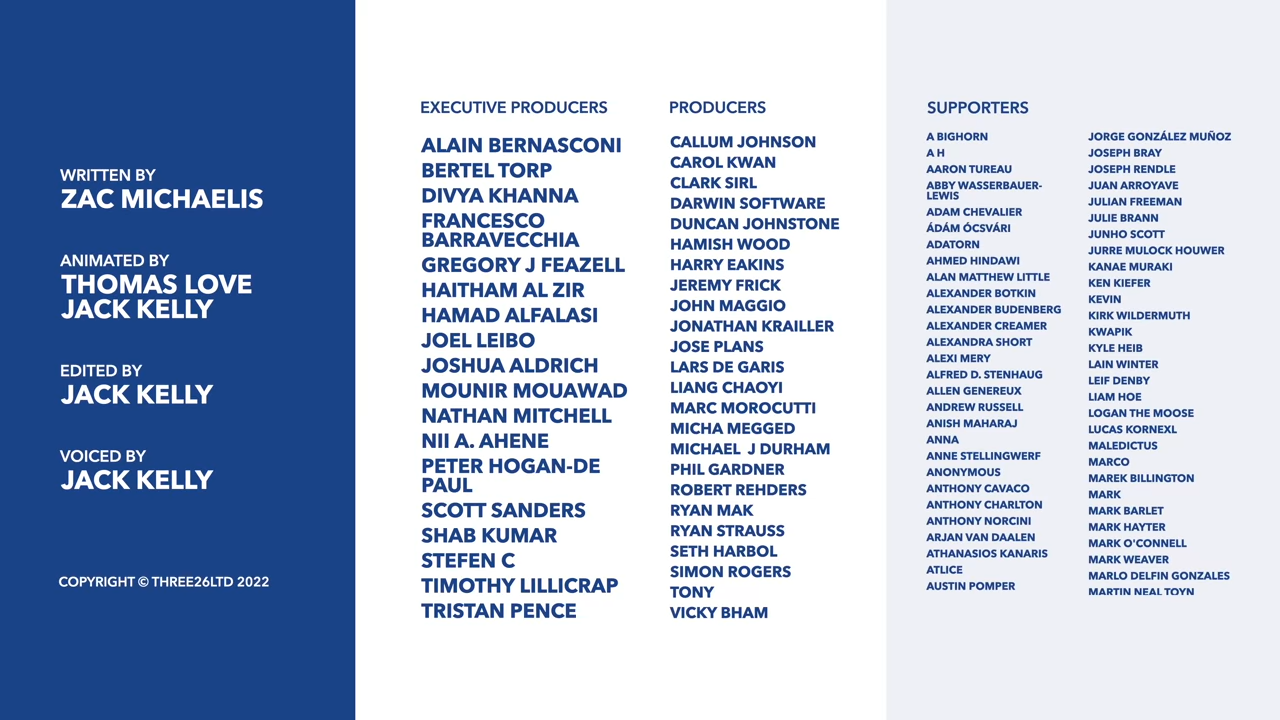 WRITTEN BY
ZAC MICHAELIS
ANIMATED BY
THOMAS LOVE
JACK KELLY
EDITED BY
JACK KELLY
VOICED BY
JACK KELLY
COPYRIGHT © THREE26LTD 2022
EXECUTIVE PRODUCERS
ALAIN BERNASCONI
BERTEL TORP
DIVYA KHANNA
FRANCESCO
BARRAVECCHIA
GREGORY J FEAZELL
HAITHAM AL ZIR
HAMAD ALFALASI
JOEL LEIBO
JOSHUA ALDRICH
MOUNIR MOUAWAD
NATHAN MITCHELL
NII A. AHENE
PETER HOGAN-DE
PAUL
SCOTT SANDERS
SHAB KUMAR
STEFEN C
TIMOTHY LILLICRAP
TRISTAN PENCE
PRODUCERS
CALLUM JOHNSON
CAROL KWAN
CLARK SIRL
DARWIN SOFTWARE
DUNCAN JOHNSTONE
HAMISH WOOD
HARRY EAKINS
JEREMY FRICK
JOHN MAGGIO
JONATHAN KRAILLER
JOSE PLANS
LARS DE GARIS
LIANG CHAOYI
MARC MOROCUTTI
MICHA MEGGED
MICHAEL  J DURHAM
PHIL GARDNER
ROBERT REHDERS
RYAN MAK
RYAN STRAUSS
SETH HARBOL
SIMON ROGERS
TONY
VICKY BHAM
SUPPORTERS
A BIGHORN
A H
AARON TUREAU
ABBY WASSERBAUER-
LEWIS
ADAM CHEVALIER
ÁDÁM ÓCSVÁRI
ADATORN
AHMED HINDAWI
ALAN MATTHEW LITTLE
ALEXANDER BOTKIN
ALEXANDER BUDENBERG
ALEXANDER CREAMER
ALEXANDRA SHORT
ALEXI MERY
ALFRED D. STENHAUG
ALLEN GENEREUX
ANDREW RUSSELL
ANISH MAHARAJ
ANNA
ANNE STELLINGWERF
ANONYMOUS
ANTHONY CAVACO
ANTHONY CHARLTON
ANTHONY NORCINI
ARJAN VAN DAALEN
ATHANASIOS KANARIS
ATLICE
AUSTIN POMPER
JORGE GONZÁLEZ MUÑOZ
JOSEPH BRAY
JOSEPH RENDLE
JUAN ARROYAVE
JULIAN FREEMAN
JULIE BRANN
JUNHO SCOTT
JURRE MULOCK HOUWER
KANAE MURAKI
KEN KIEFER
KEVIN
KIRK WILDERMUTH
KWAPIK
KYLE HEIB
LAIN WINTER
LEIF DENBY
LIAM HOE
LOGAN THE MOOSE
LUCAS KORNEXL
MALEDICTUS
MARCO
MAREK BILLINGTON
MARK
MARK BARLET
MARK HAYTER
MARK O'CONNELL
MARK WEAVER
MARLO DELFIN GONZALES
MARTIN NEAL TOYN